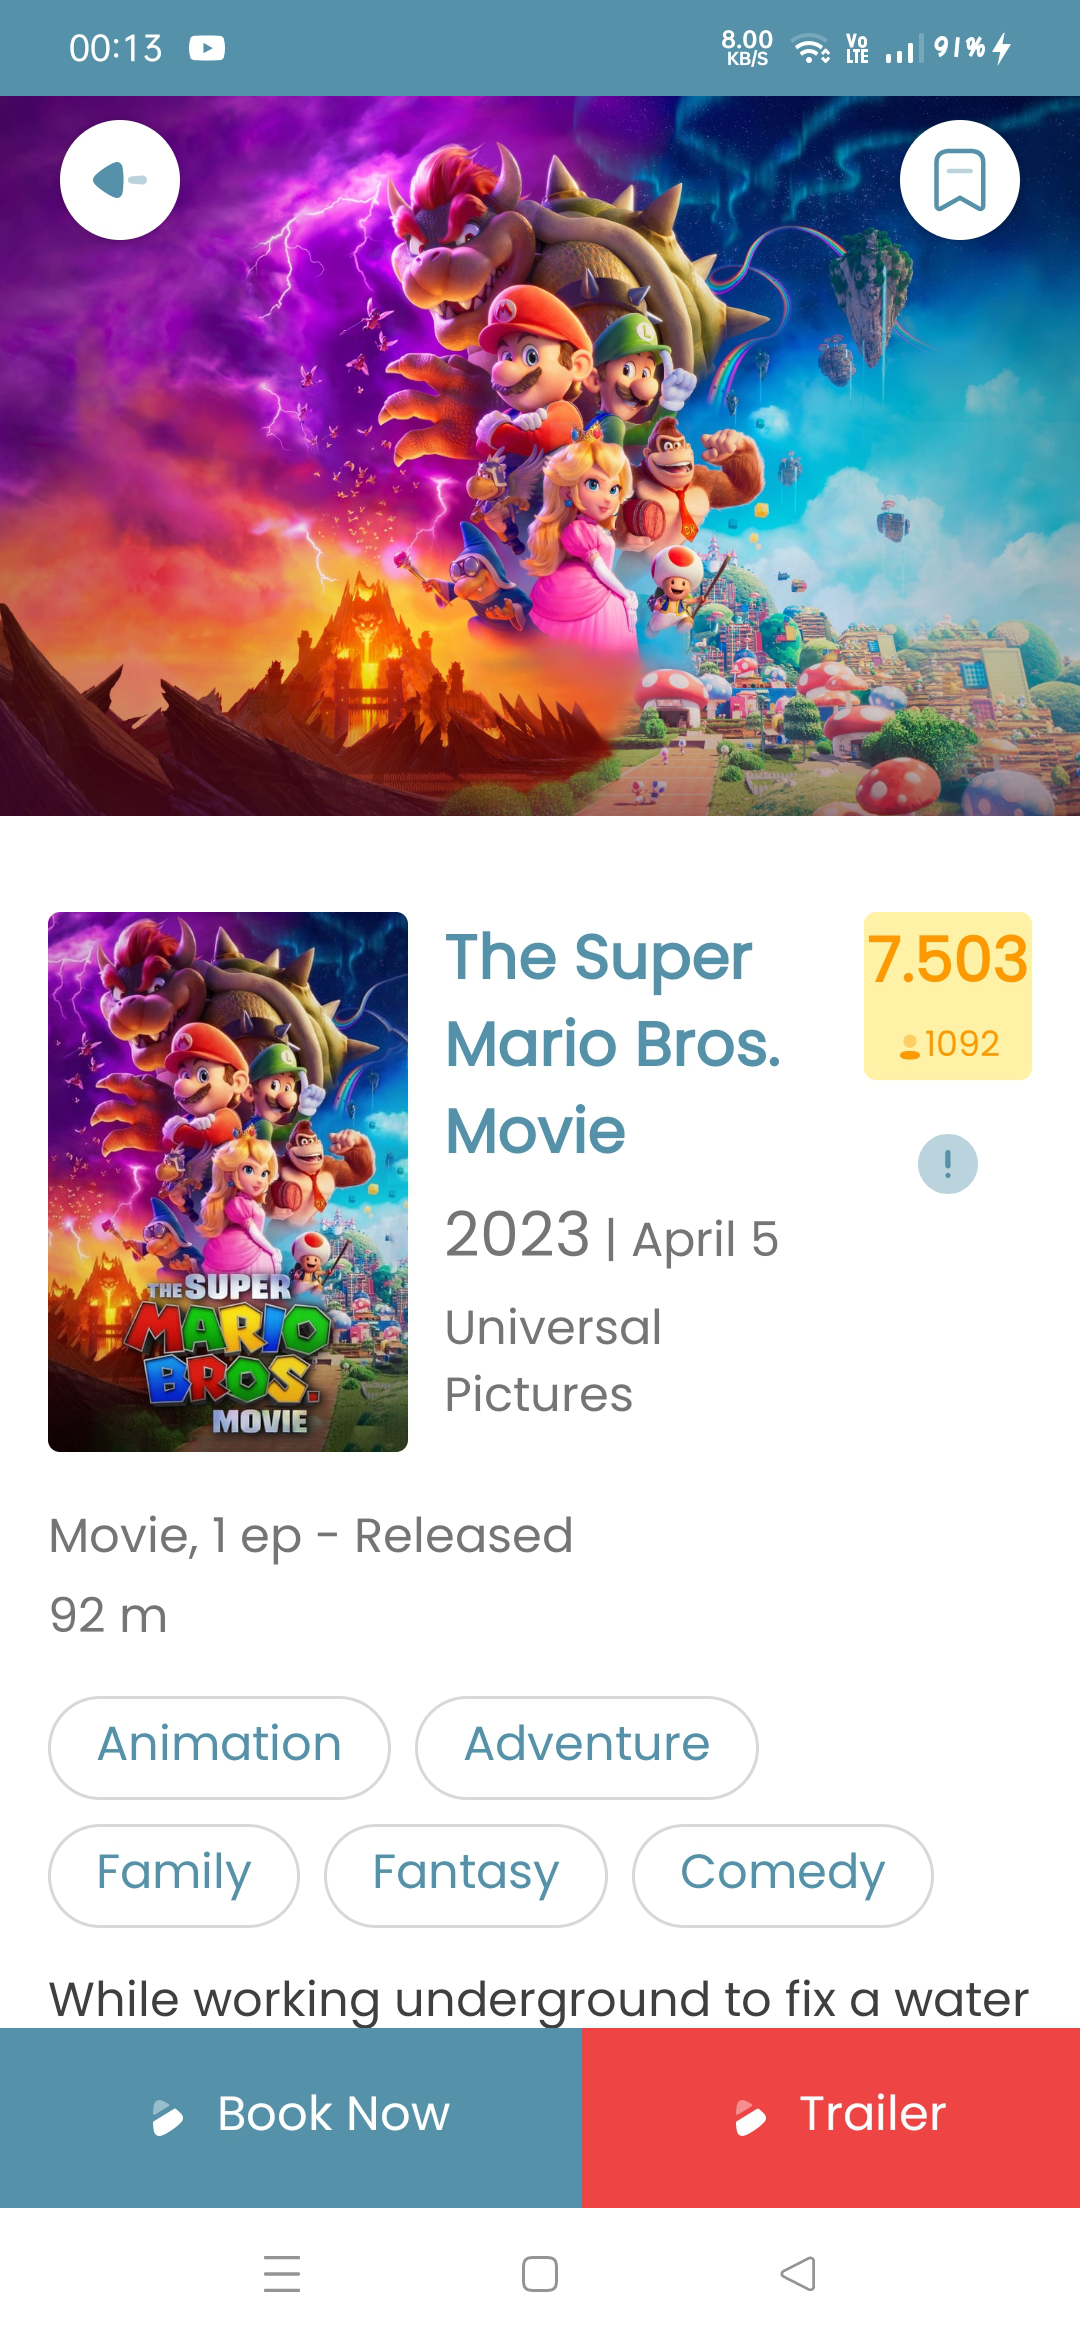 00:13
8.00
KB/S
Vo
LTE
91%
M
L
DK
The Super
Mario Bros.
Movie
7.503
1092
!
2023 | April 5
Universal
Pictures
THE SUPER
MARIO
BROS.
MOVIE
Movie, 1 ep - Released
92 m
Animation
Adventure
Family
Fantasy
Comedy
While working underground to fix a water
Book Now
Trailer